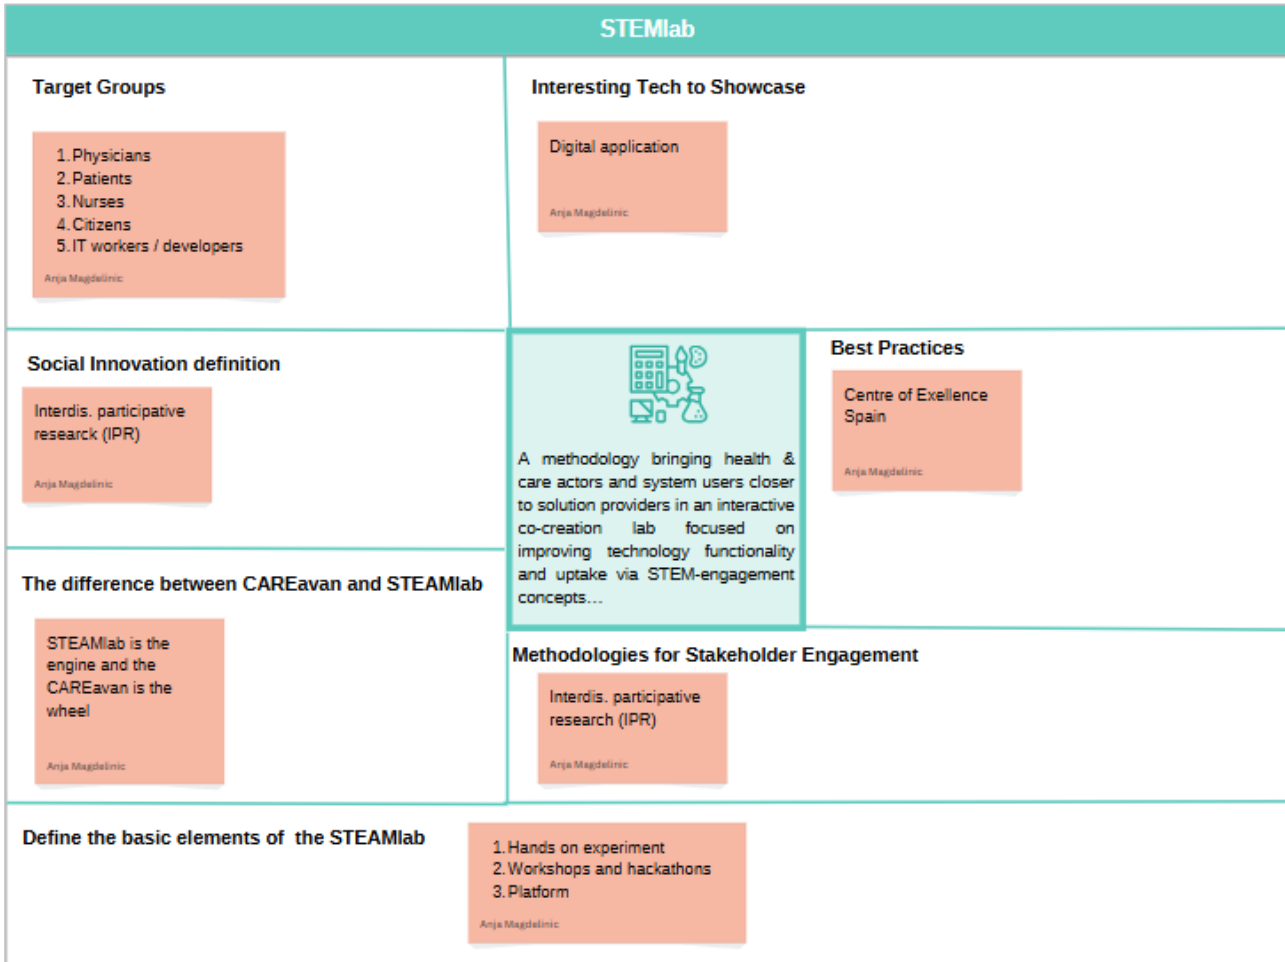 STEMlab
Target Groups
1. Physicians
2. Patients
3. Nurses
4. Citizens
5. IT workers / developers
Anja Magdelinic
Interesting Tech to Showcase
Digital application
Anja Magdelinic
Social Innovation definition
Interdis. participative
researck (IPR)
Anja Magdelinic
A methodology bringing health &
care actors and system users closer
to solution providers in an interactive
co-creation lab focused on
improving technology functionality
and uptake via STEM-engagement
concepts...
Best Practices
Centre of Exellence
Spain
Anja Magdelinic
The difference between CAREavan and STEAMlab
STEAMlab is the
engine and the
CAREavan is the
wheel
Anja Magdelinic
Methodologies for Stakeholder Engagement
Interdis. participative
research (IPR)
Anja Magdelinic
Define the basic elements of the STEAMlab
1. Hands on experiment
2. Workshops and hackathons
3. Platform
Anja Magdelinic